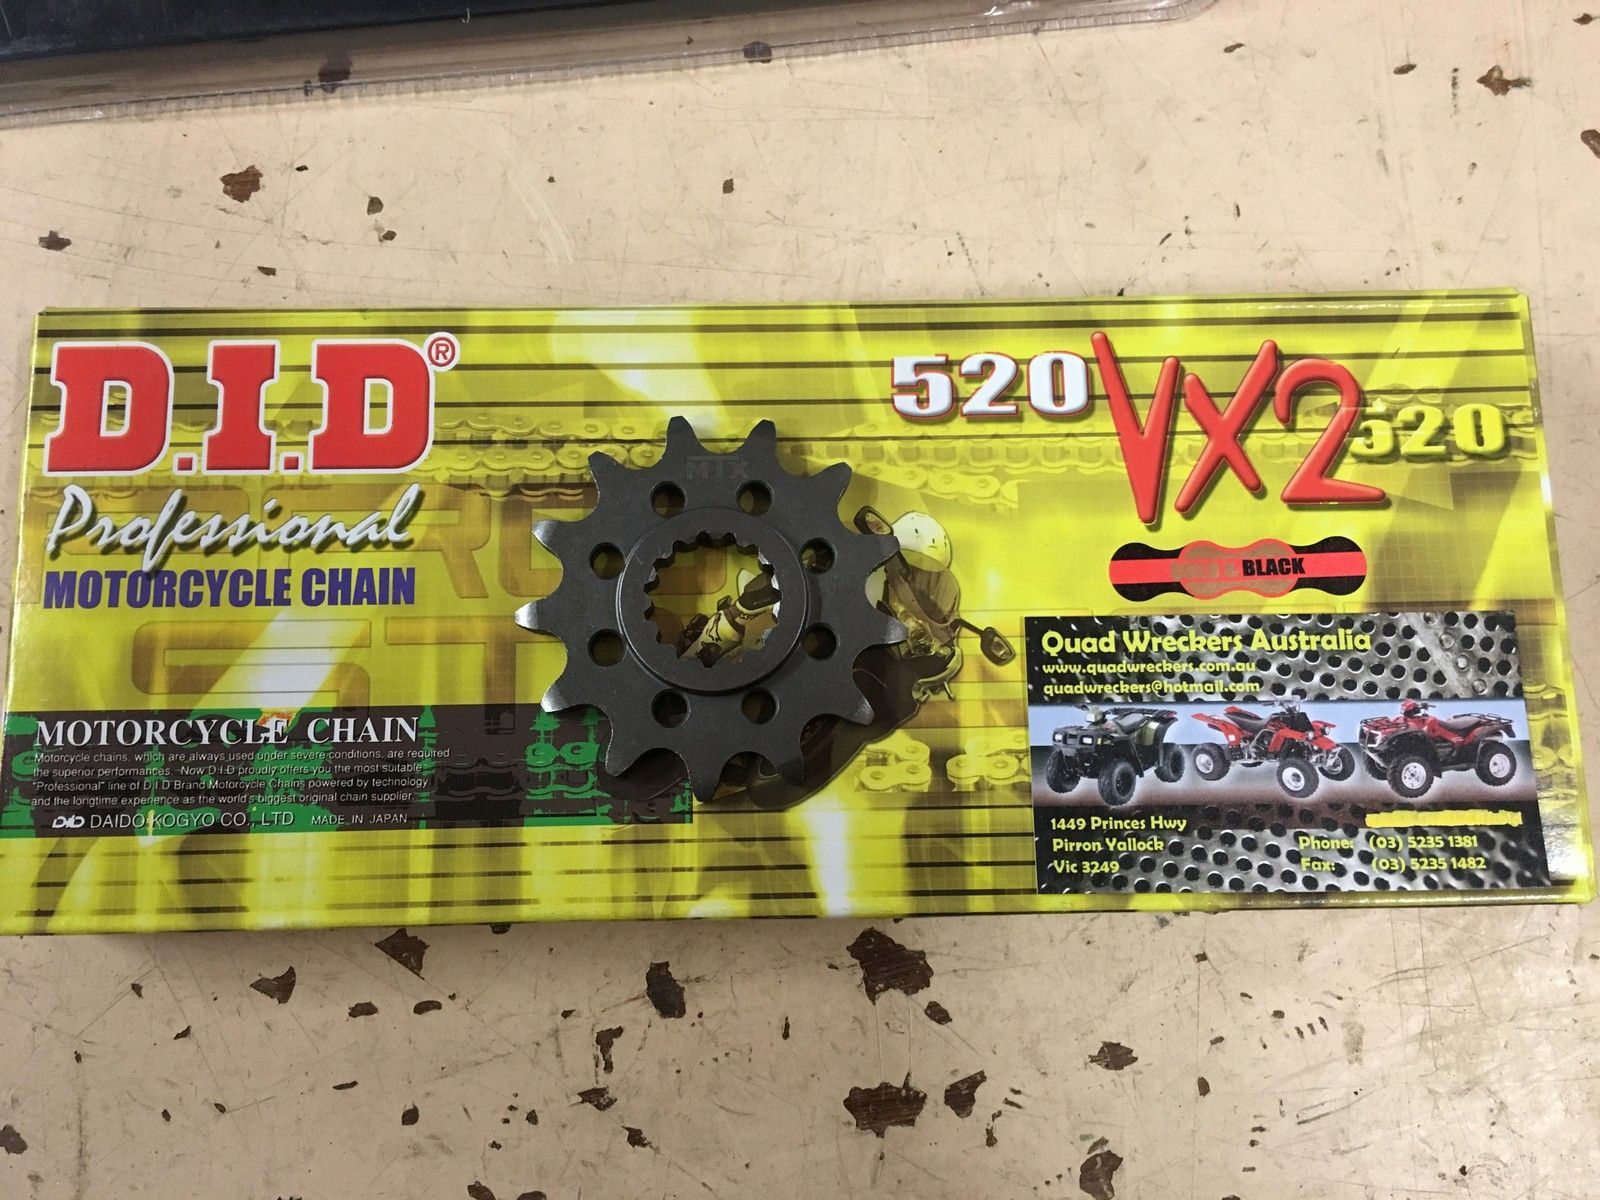 D.I.D®
Professional
MOTORCYCLE CHAIN
520 VX2 520
MTX
BLACK
MOTORCYCLE CHAIN
Motorcycle chains, which are always used under severe conditions, are required
the superior performances. Now D.I.D proudly offers you the most suitable
"Professional" line of D.I.D Brand Motorcycle Chains powered by technology
and the longtime experience as the world's biggest original chain supplier.
DID DAIDO KOGYO CO., LTD MADE IN JAPAN
Quad Wreckers Australia
www.quadwreckers.com.au
quadwreckers@hotmail.com
1449 Princes Hwy
Pirron Yallock
Vic 3249
Phone: (03) 5235 1381
Fax: (03) 5235 1482